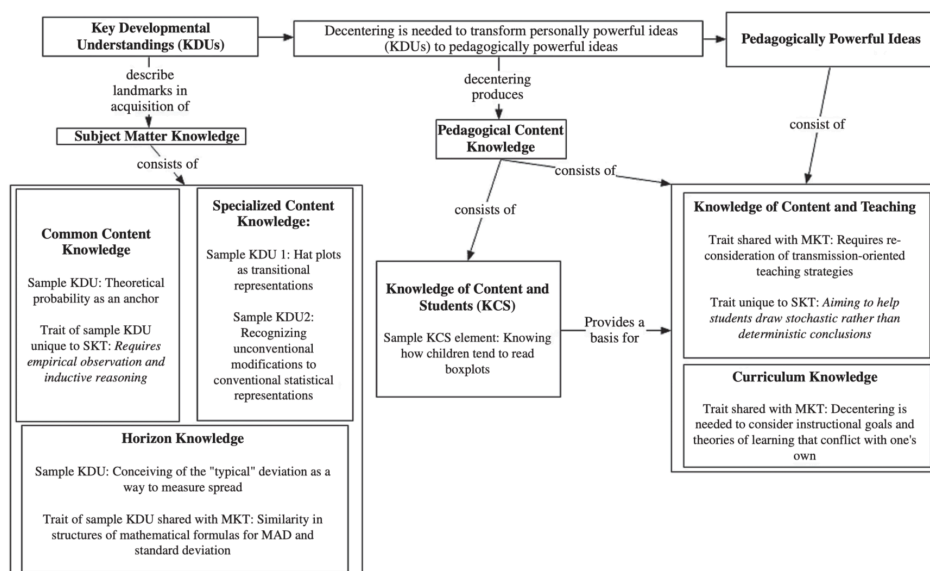 Key Developmental
Understandings (KDUs)
Decentering is needed to transform personally powerful ideas
(KDUs) to pedagogically powerful ideas
Pedagogically Powerful Ideas
describe
landmarks in
acquisition of
decentering
produces
consist of
Subject Matter Knowledge
Pedagogical Content
Knowledge
consists of
consists of
consists of
Common Content
Knowledge
Sample KDU: Theoretical
probability as an anchor
Trait of sample KDU
unique to SKT: Requires
empirical observation and
inductive reasoning
Specialized Content
Knowledge:
Sample KDU 1: Hat plots
as transitional
representations
Sample KDU2:
Recognizing
unconventional
modifications to
conventional statistical
representations
Horizon Knowledge
Sample KDU: Conceiving of the "typical" deviation as a
way to measure spread
Trait of sample KDU shared with MKT: Similarity in
structures of mathematical formulas for MAD and
standard deviation
Knowledge of Content and
Students (KCS)
Sample KCS element: Knowing
how children tend to read
boxplots
Provides a
basis for
Knowledge of Content and Teaching
Trait shared with MKT: Requires re-
consideration of transmission-oriented
teaching strategies
Trait unique to SKT: Aiming to help
students draw stochastic rather than
deterministic conclusions
Curriculum Knowledge
Trait shared with MKT: Decentering is
needed to consider instructional goals and
theories of learning that conflict with one's
own